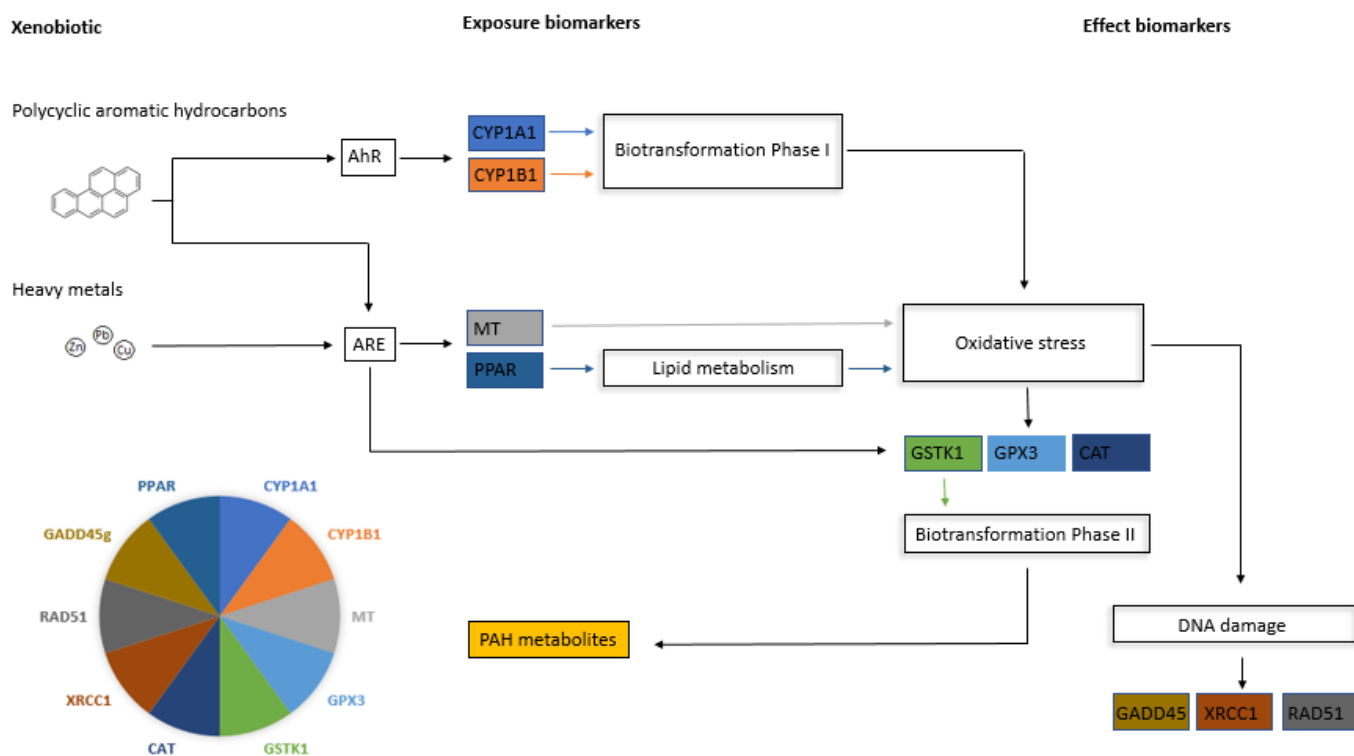 Xenobiotic
Exposure biomarkers
Effect biomarkers
Polycyclic aromatic hydrocarbons
AhR
CYP1A1
CYP1B1
Biotransformation Phase I
Heavy metals
Zn
Pb
Cu
ARE
MT
PPAR
Lipid metabolism
Oxidative stress
GSTK1
GPX3
CAT
Biotransformation Phase II
PAH metabolites
DNA damage
GADD45
XRCC1
RAD51
PPAR
CYP1A1
GADD45g
CYP1B1
RAD51
MT
XRCC1
GPX3
CAT
GSTK1